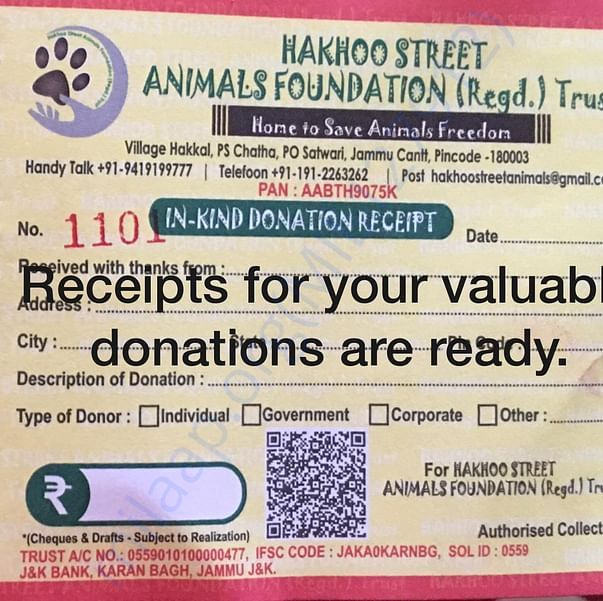 HAKHOO STREET
ANIMALS FOUNDATION (Regd.) Trus
Home to Save Animals Freedom
Village Hakkal, PS Chatha, PO Satwari, Jammu Cantt, Pincode -180003
Handy Talk +91-9419199777 | Telefoon +91-191-2263262 | Post hakhoostreetanimals@gmail.c
PAN : AABTH9075K
No. 1101 IN-KIND DONATION RECEIPT Date
Received with thanks from :
Receipts for your valuabl
Address :
City : State Pin Code
donations are ready.
Description of Donation :
Type of Donor : Individual Government Corporate Other :
₹
For HAKHOO STREET
ANIMALS FOUNDATION (Regd.) Tru
*(Cheques & Drafts - Subject to Realization) Authorised Collect
TRUST A/C NO.: 0559010100000477, IFSC CODE : JAKA0KARNBG, SOL ID : 0559
J&K BANK, KARAN BAGH, JAMMU J&K.